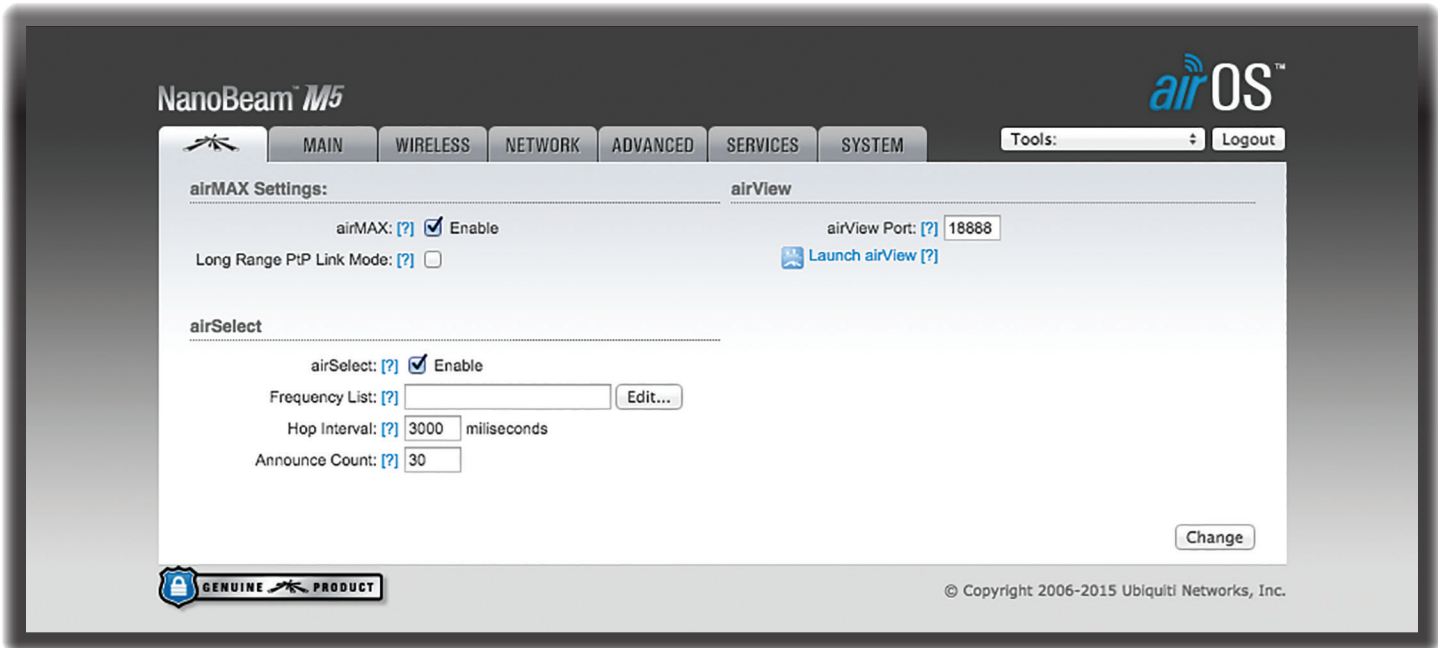 NanoBeam™ M5
airOS™
MAIN
WIRELESS
NETWORK
ADVANCED
SERVICES
SYSTEM
Tools:
Logout
airMAX Settings:
airMAX: [?] Enable
Long Range PtP Link Mode: [?]
airView
airView Port: [?] 18888
Launch airView [?]
airSelect
airSelect: [?] Enable
Frequency List: [?] Edit...
Hop Interval: [?] 3000 miliseconds
Announce Count: [?] 30
Change
GENUINE PRODUCT
© Copyright 2006-2015 Ubiquiti Networks, Inc.